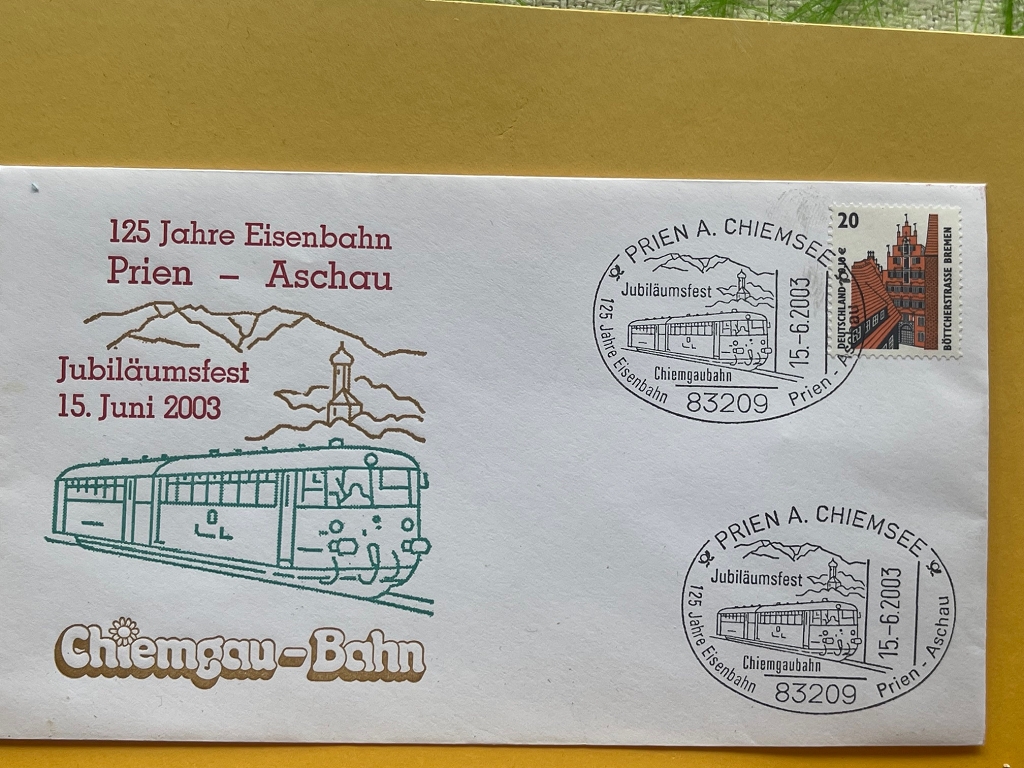 125 Jahre Eisenbahn
Prien – Aschau
Jubiläumsfest
15. Juni 2003
Chiemgau-Bahn
PRIEN A. CHIEMSEE
Jubiläumsfest
15.-6.2003
125 Jahre Eisenbahn
Chiemgaubahn
83209
Prien - Aschau
20
DEUTSCHLAND
BÖTTCHERSTRASSE BREMEN
PRIEN A. CHIEMSEE
Jubiläumsfest
15.-6.2003
125 Jahre Eisenbahn
Chiemgaubahn
83209
Prien - Aschau